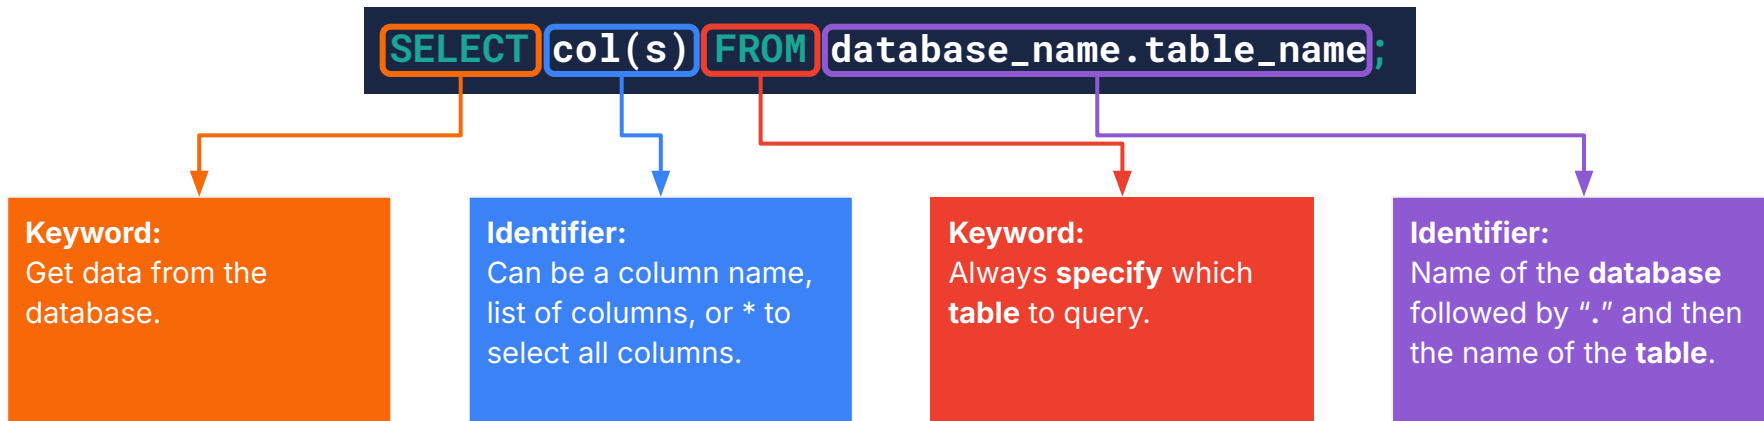 SELECT col(s) FROM database_name.table_name;
Keyword:
Get data from the
database.
Identifier:
Can be a column name,
list of columns, or * to
select all columns.
Keyword:
Always specify which
table to query.
Identifier:
Name of the database
followed by “.” and then
the name of the table.